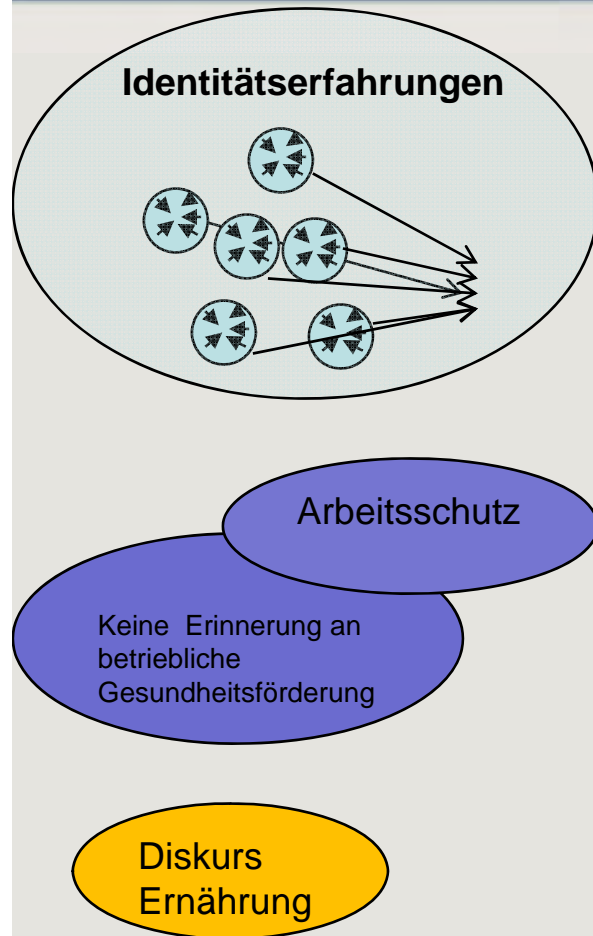 Identitätserfahrungen
Arbeitsschutz
Keine Erinnerung an
betriebliche
Gesundheitsförderung
Diskurs
Ernährung